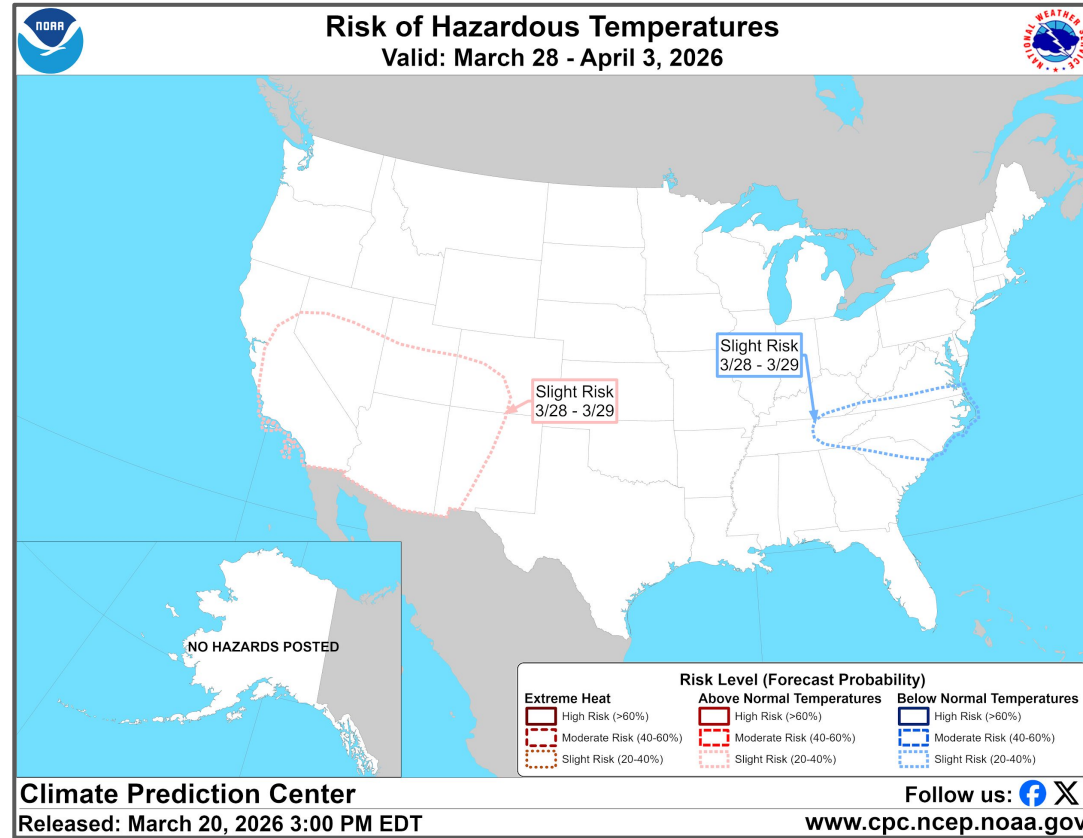 NOAA
Risk of Hazardous Temperatures
Valid: March 28 - April 3, 2026
NATIONAL WEATHER SERVICE
Slight Risk
3/28 - 3/29
Slight Risk
3/28 - 3/29
NO HAZARDS POSTED
Risk Level (Forecast Probability)
Extreme Heat
High Risk (>60%)
Moderate Risk (40-60%)
Slight Risk (20-40%)
Above Normal Temperatures
High Risk (>60%)
Moderate Risk (40-60%)
Slight Risk (20-40%)
Below Normal Temperatures
High Risk (>60%)
Moderate Risk (40-60%)
Slight Risk (20-40%)
Climate Prediction Center
Follow us:
Released: March 20, 2026 3:00 PM EDT
www.cpc.ncep.noaa.gov